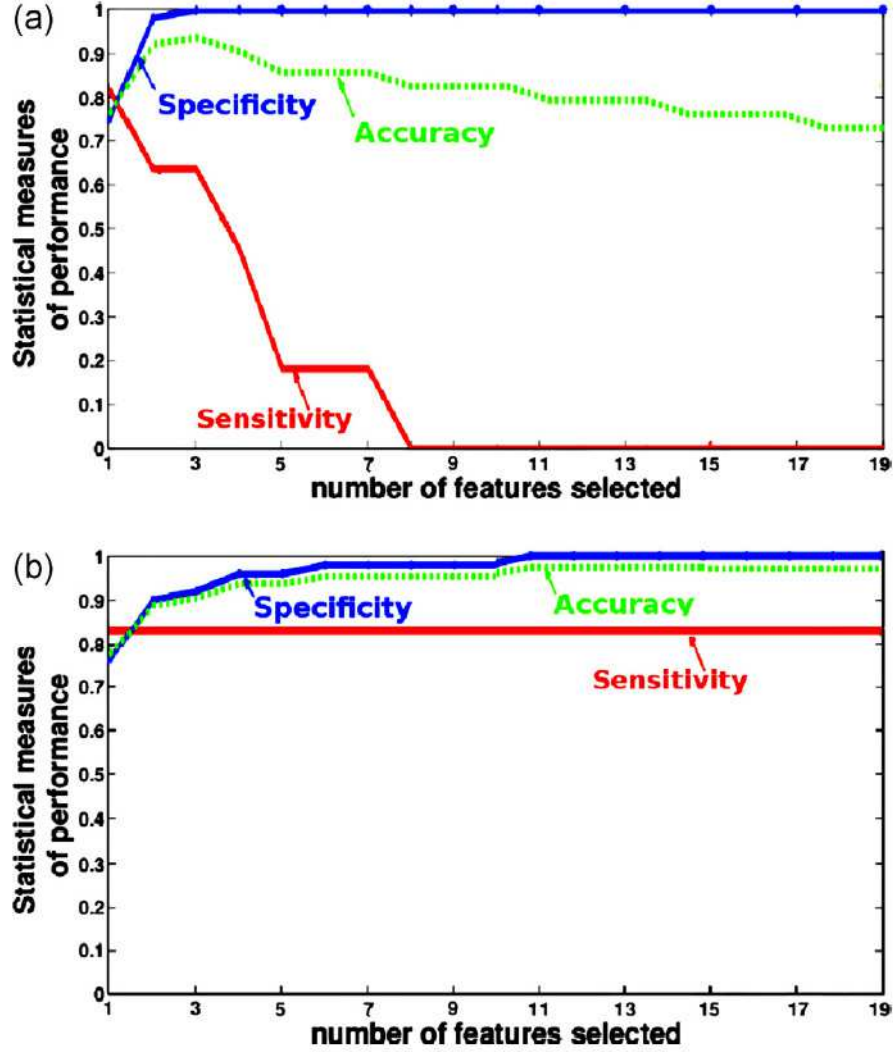 (a)
1
0.9
0.8
0.7
0.6
0.5
0.4
0.3
0.2
0.1
0
Statistical measures
of performance
Specificity
Accuracy
Sensitivity
1 3 5 7 9 11 13 15 17 19
number of features selected
(b)
1
0.9
0.8
0.7
0.6
0.5
0.4
0.3
0.2
0.1
0
Statistical measures
of performance
Specificity
Accuracy
Sensitivity
1 3 5 7 9 11 13 15 17 19
number of features selected